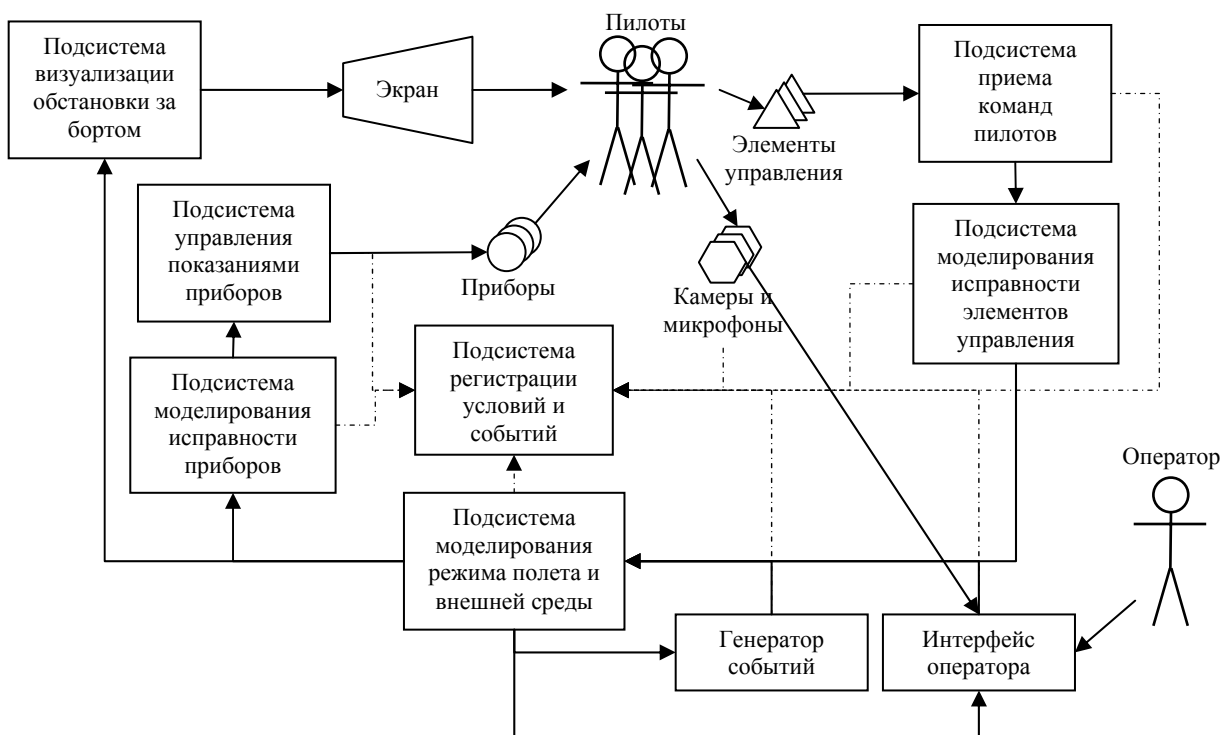 Пилоты
Подсистема
визуализации
обстановки за
бортом
Экран
Подсистема
приема
команд
пилотов
Элементы
управления
Подсистема
управления
показаниями
приборов
Приборы
Камеры и
микрофоны
Подсистема
моделирования
исправности
элементов
управления
Подсистема
моделирования
исправности
приборов
Подсистема
регистрации
условий и
событий
Оператор
Подсистема
моделирования
режима полета и
внешней среды
Генератор
событий
Интерфейс
оператора